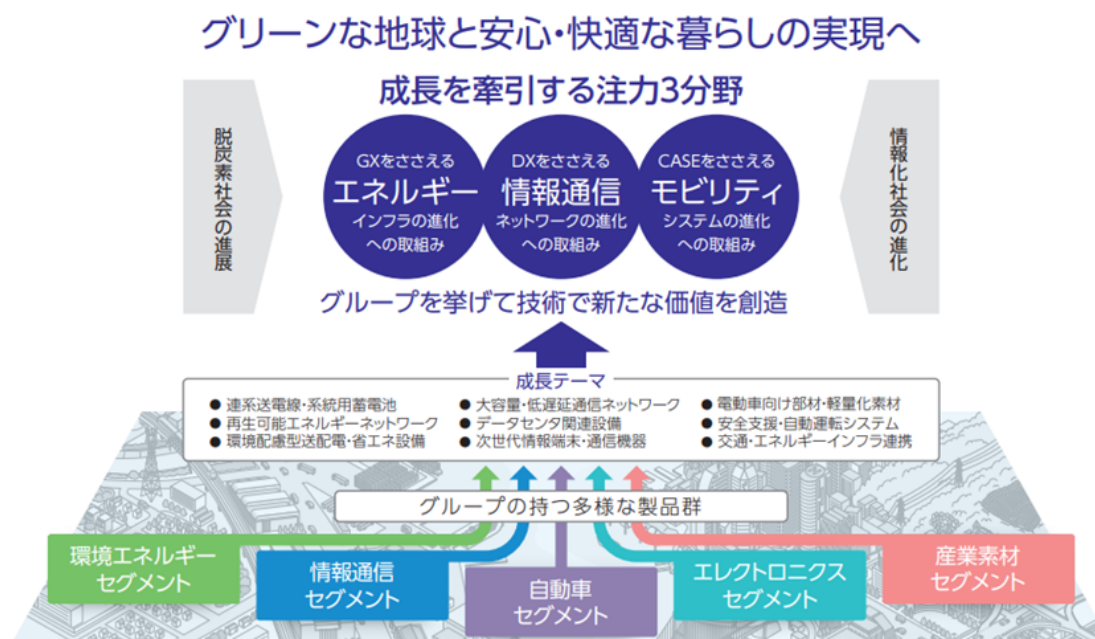 グリーンな地球と安心・快適な暮らしの実現へ
成長を牽引する注力3分野
脱炭素社会の進展
GXをささえる
エネルギー
インフラの進化
への取組み
DXをささえる
情報通信
ネットワークの進化
への取組み
CASEをささえる
モビリティ
システムの進化
への取組み
情報化社会の進化
グループを挙げて技術で新たな価値を創造
成長テーマ
● 連系送電線・系統用蓄電池
● 再生可能エネルギーネットワーク
● 環境配慮型送配電・省エネ設備
● 大容量・低遅延通信ネットワーク
● データセンタ関連設備
● 次世代情報端末・通信機器
● 電動車向け部材・軽量化素材
● 安全支援・自動運転システム
● 交通・エネルギーインフラ連携
グループの持つ多様な製品群
環境エネルギー
セグメント
情報通信
セグメント
自動車
セグメント
エレクトロニクス
セグメント
産業素材
セグメント